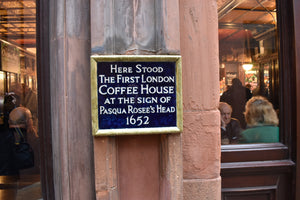 HERE STOOD
THE FIRST LONDON
COFFEE HOUSE
AT THE SIGN OF
PASQUA ROSEE'S HEAD
1652